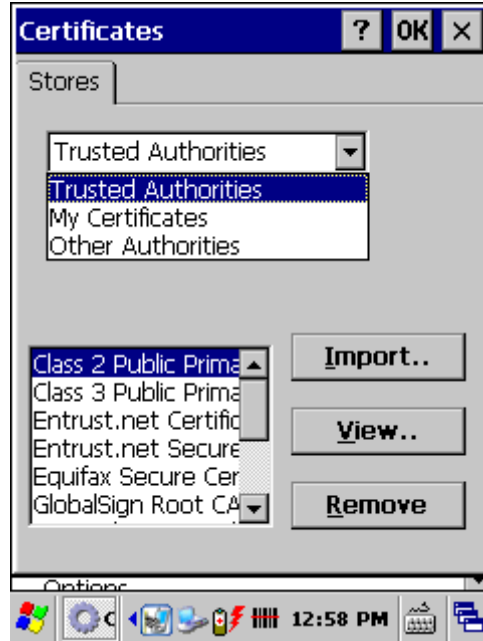 Certificates ? OK ×
Stores
Trusted Authorities
Trusted Authorities
My Certificates
Other Authorities
Class 2 Public Prima
Class 3 Public Prima
Entrust.net Certific
Entrust.net Secure
Equifax Secure Cer
GlobalSign Root CA
Import..
View..
Remove
Options
C
12:58 PM